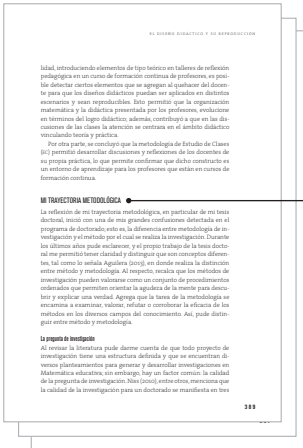 EL DISEÑO DIDÁCTICO Y SU REPRODUCCIÓN
lidad, introduciendo elementos de tipo teórico en talleres de reflexión
pedagógica en un curso de formación continua de profesores, es posi-
ble detectar ciertos elementos que se agregan al quehacer del docen-
te para que los diseños didácticos puedan ser aplicados en distintos
escenarios y sean reproducibles. Esto permitió que la organización
matemática y la didáctica presentada por los profesores, evolucione
en términos del logro didáctico; además, contribuyó a que en las dis-
cusiones de las clases la atención se centrara en el ámbito didáctico
vinculando teoría y práctica.
Por otra parte, se concluyó que la metodología de Estudio de Clases
(EC) permitió desarrollar discusiones y reflexiones de los docentes de
su propia práctica, lo que permite confirmar que dicho constructo es
un entorno de aprendizaje para los profesores que están en cursos de
formación continua.
MI TRAYECTORIA METODOLÓGICA
La reflexión de mi trayectoria metodológica, en particular de mi tesis
doctoral, inició con una de mis grandes confusiones detectada en el
programa de doctorado; esto es, la diferencia entre metodología de in-
vestigación y el método por el cual se realiza la investigación. Durante
los últimos años pude esclarecer, y el propio trabajo de la tesis docto-
ral me permitió tener claridad y distinguir que son conceptos diferen-
tes, tal como lo señala Aguilera (2013), en donde realiza la distinción
entre método y metodología. Al respecto, recalca que los métodos de
investigación pueden valorarse como un conjunto de procedimientos
ordenados que permiten orientar la agudeza de la mente para descu-
brir y explicar una verdad. Agrega que la tarea de la metodología se
encamina a examinar, valorar, refutar o corroborar la eficacia de los
métodos en los diversos campos del conocimiento. Así, pude distin-
guir entre método y metodología.
La pregunta de investigación
Al revisar la literatura pude darme cuenta de que todo proyecto de
investigación tiene una estructura definida y que se encuentran di-
versos planteamientos para generar y desarrollar investigaciones en
Matemática educativa; sin embargo, hay un factor común: la calidad
de la pregunta de investigación. Niss (2010), entre otros, menciona que
la calidad de la investigación para un doctorado se manifiesta en tres